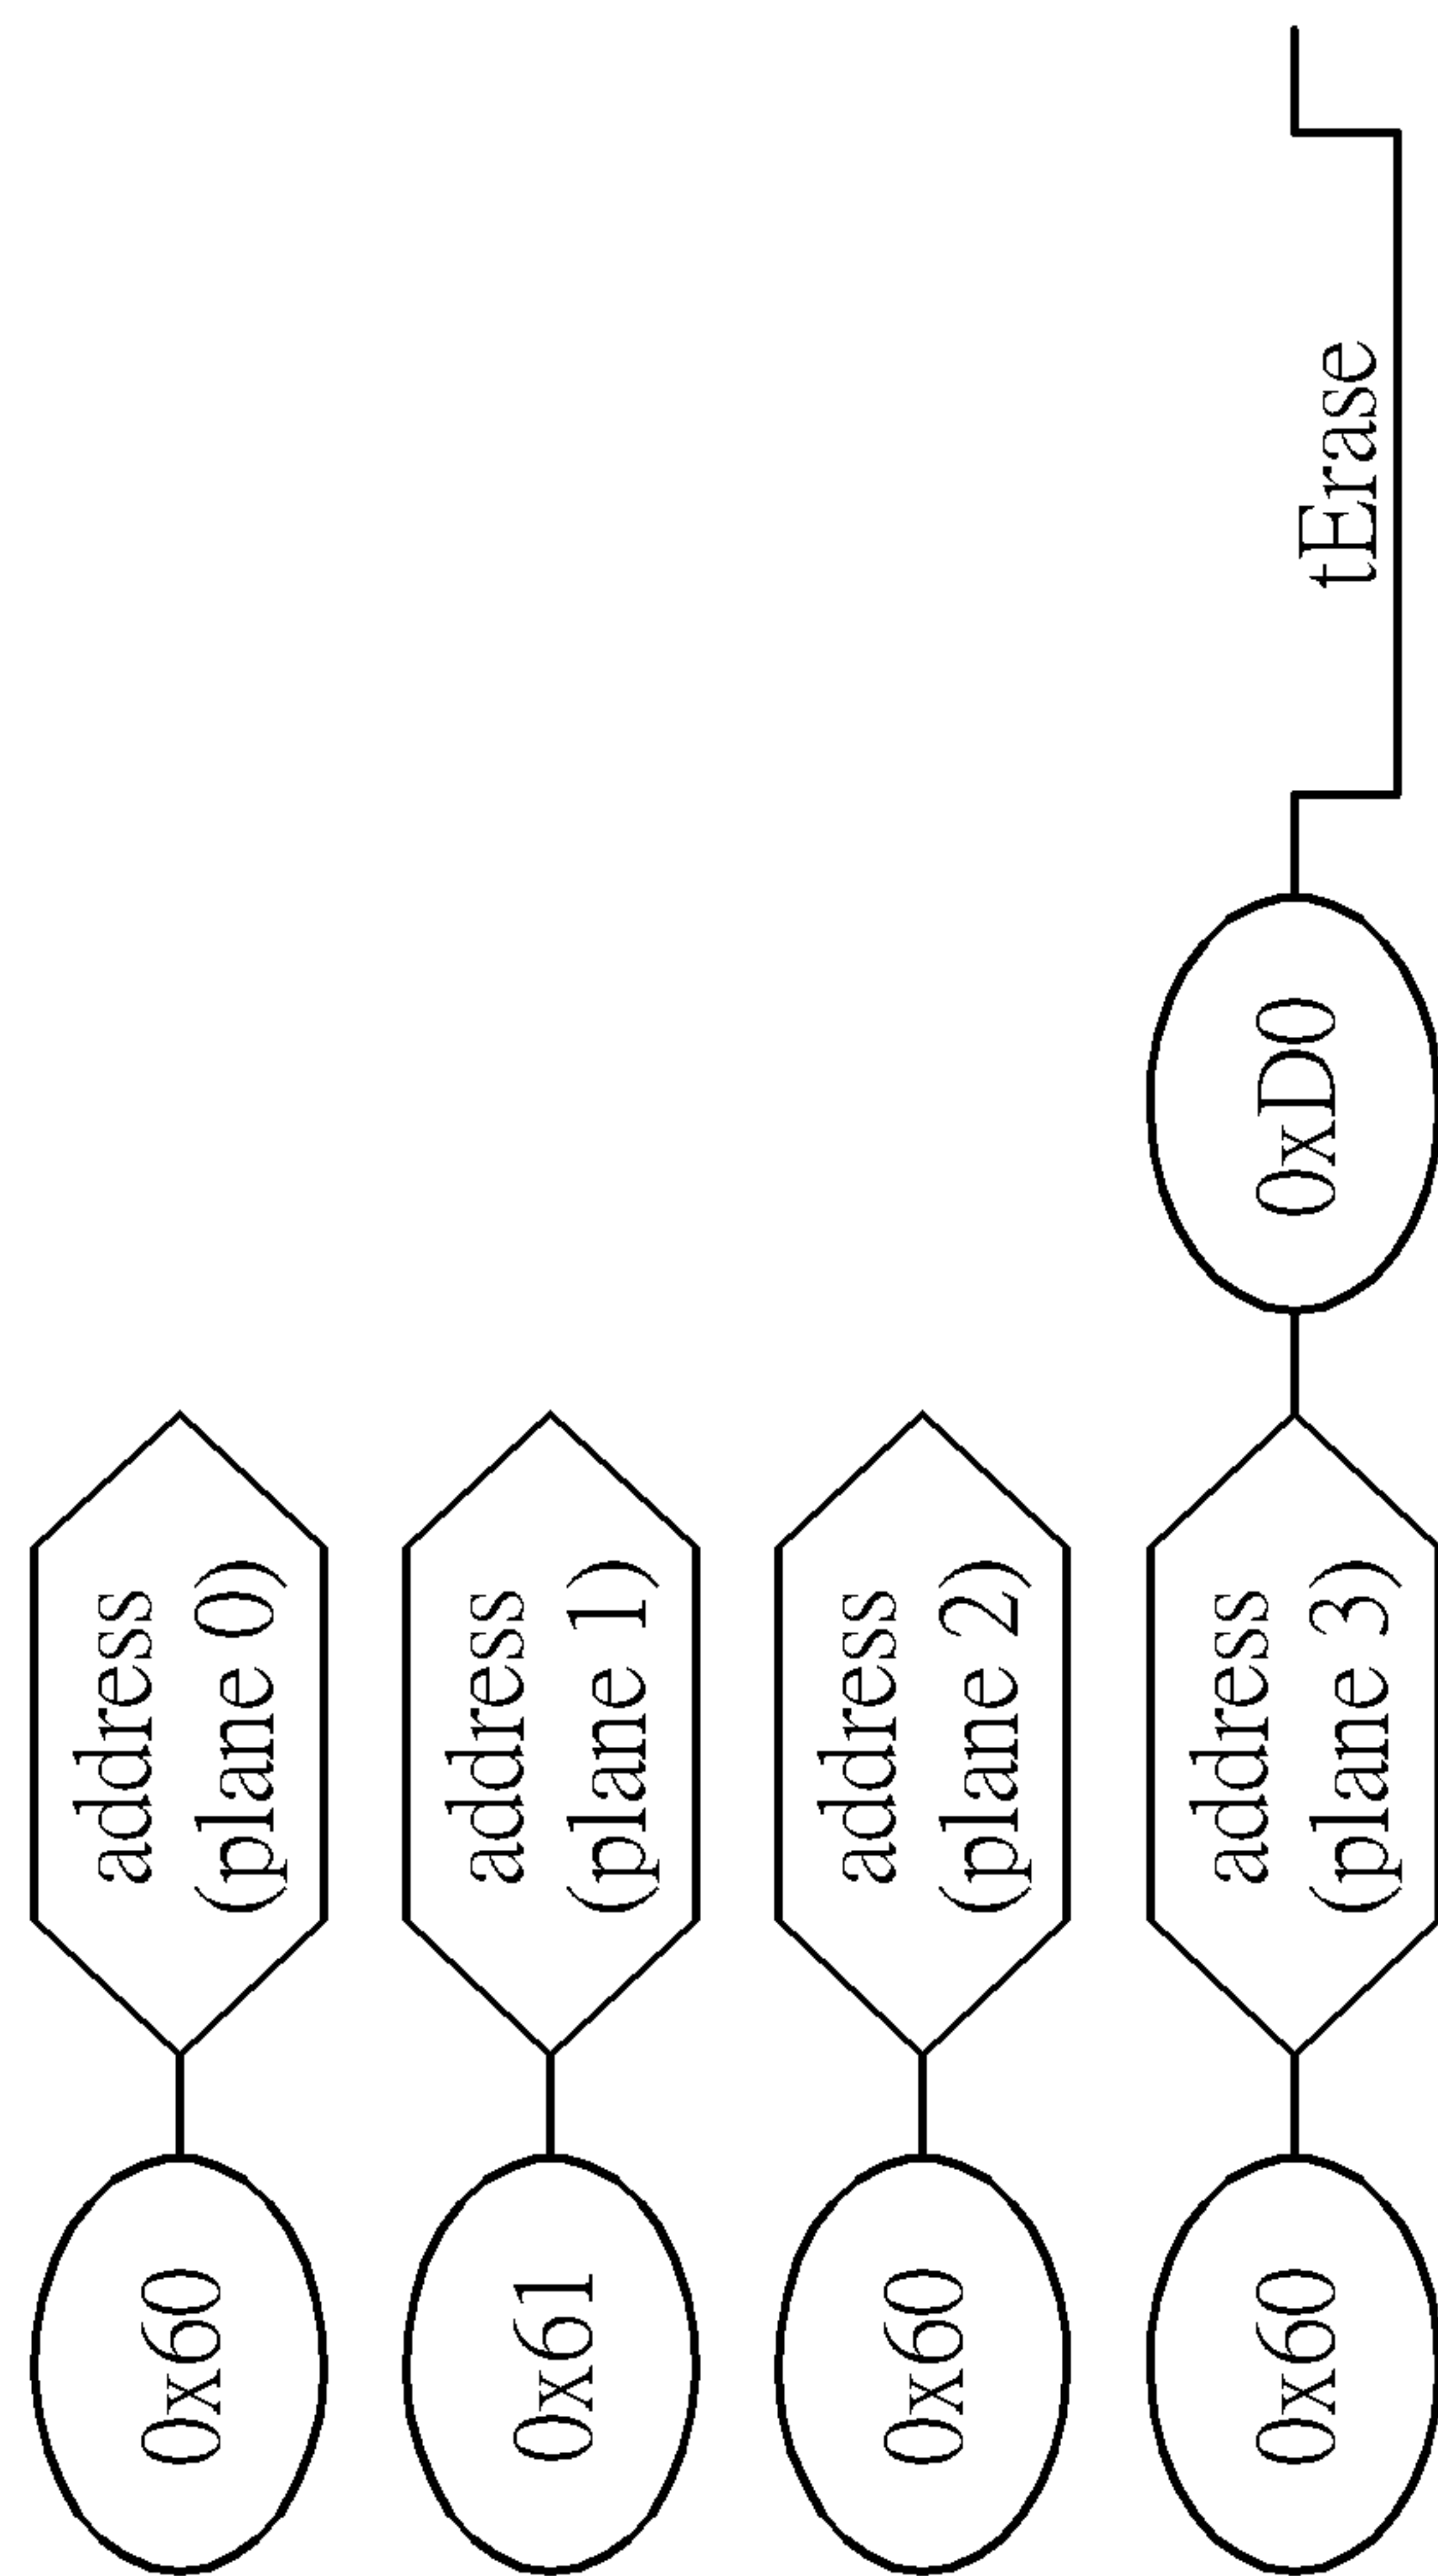 0x60
address
(plane 0)
0x61
address
(plane 1)
0x60
address
(plane 2)
0x60
address
(plane 3)
0xD0
tErase